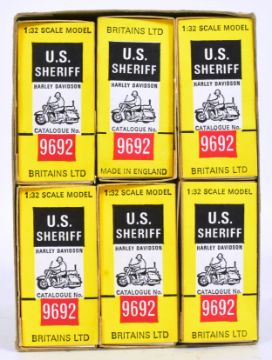 1:32 SCALE MODEL
U.S.
SHERIFF
HARLEY DAVIDSON
CATALOGUE No.
9692
BRITAINS LTD
BRITAINS LTD
U.S.
SHERIFF
HARLEY DAVIDSON
CATALOGUE No.
9692
MADE IN ENGLAND
1:32 SCALE MODEL
U.S.
SHERIFF
HARLEY DAVIDSON
CATALOGUE No.
9692
BRITAINS LTD
1:32 SCALE MODEL
U.S.
SHERIFF
HARLEY DAVIDSON
CATALOGUE No.
9692
BRITAINS LTD
1:32 SCALE MODEL
U.S.
SHERIFF
HARLEY DAVIDSON
CATALOGUE No.
9692
BRITAINS LTD
1:32 SCALE MODEL
U.S.
SHERIFF
HARLEY DAVIDSON
CATALOGUE No.
9692
BRITAINS LTD